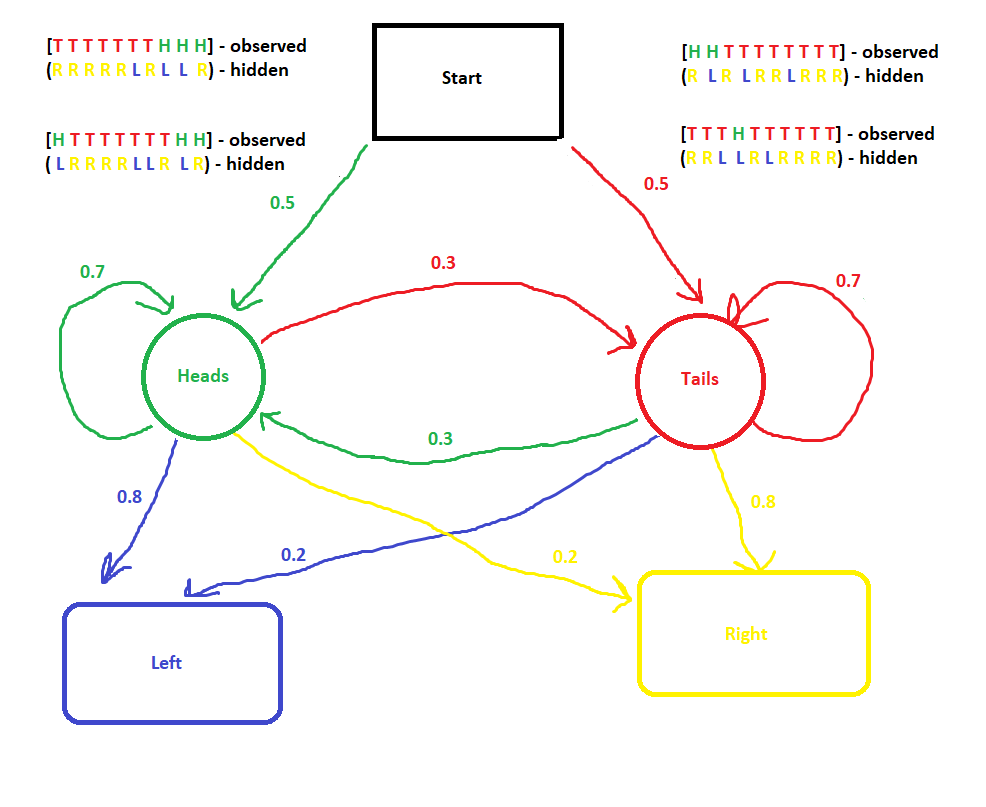 [T T T T T T T H H H] - observed
(R R R R R L R L L R) - hidden
[H T T T T T T T H H] - observed
( L R R R R L L R L R) - hidden
Start
[H H T T T T T T T T] - observed
(R L R L R R L R R R) - hidden
[T T T H T T T T T T] - observed
(R R L L R L R R R R) - hidden
0.5
0.5
0.7
0.3
0.7
Heads
Tails
0.3
0.8
0.8
0.2
0.2
Left
Right